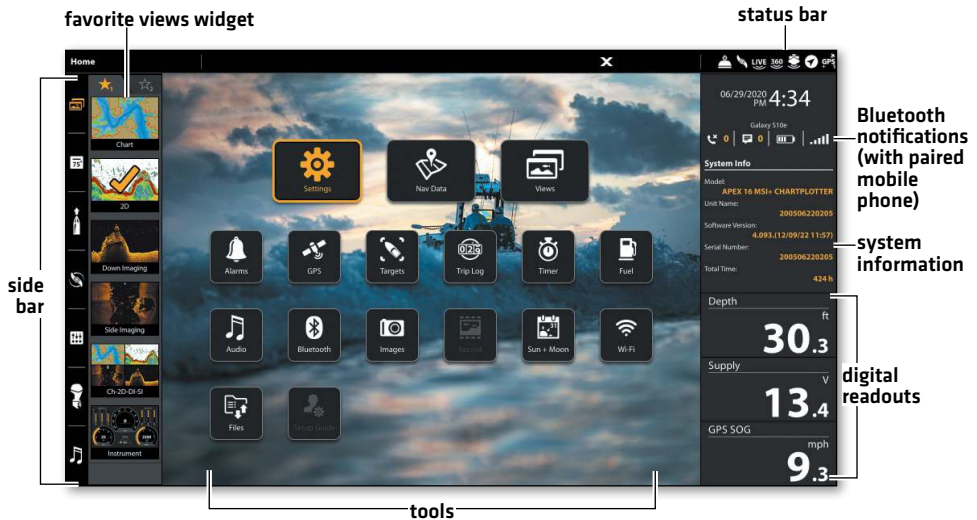 favorite views widget
status bar
Home
X
LIVE
360
GPS
1
2
06/29/2020
PM 4:34
Galaxy S10e
0
0
Bluetooth
notifications
(with paired
mobile
phone)
Chart
75°
2D
Settings
Nav Data
Views
System Info
Model:
APEX 16 MSI+ CHARTPLOTTER
Unit Name:
200506220205
Software Version:
4.093.(12/09/22 11:57)
Serial Number:
200506220205
Total Time:
424 h
system
information
Down Imaging
Alarms
GPS
Targets
029
Trip Log
Timer
Fuel
side
bar
Side Imaging
Audio
Bluetooth
Images
Record
31
Sun + Moon
Wi-Fi
Depth
ft
30.3
Supply
V
13.4
GPS SOG
mph
9.3
digital
readouts
Ch-2D-DI-SI
Files
Setup Guide
Instrument
tools